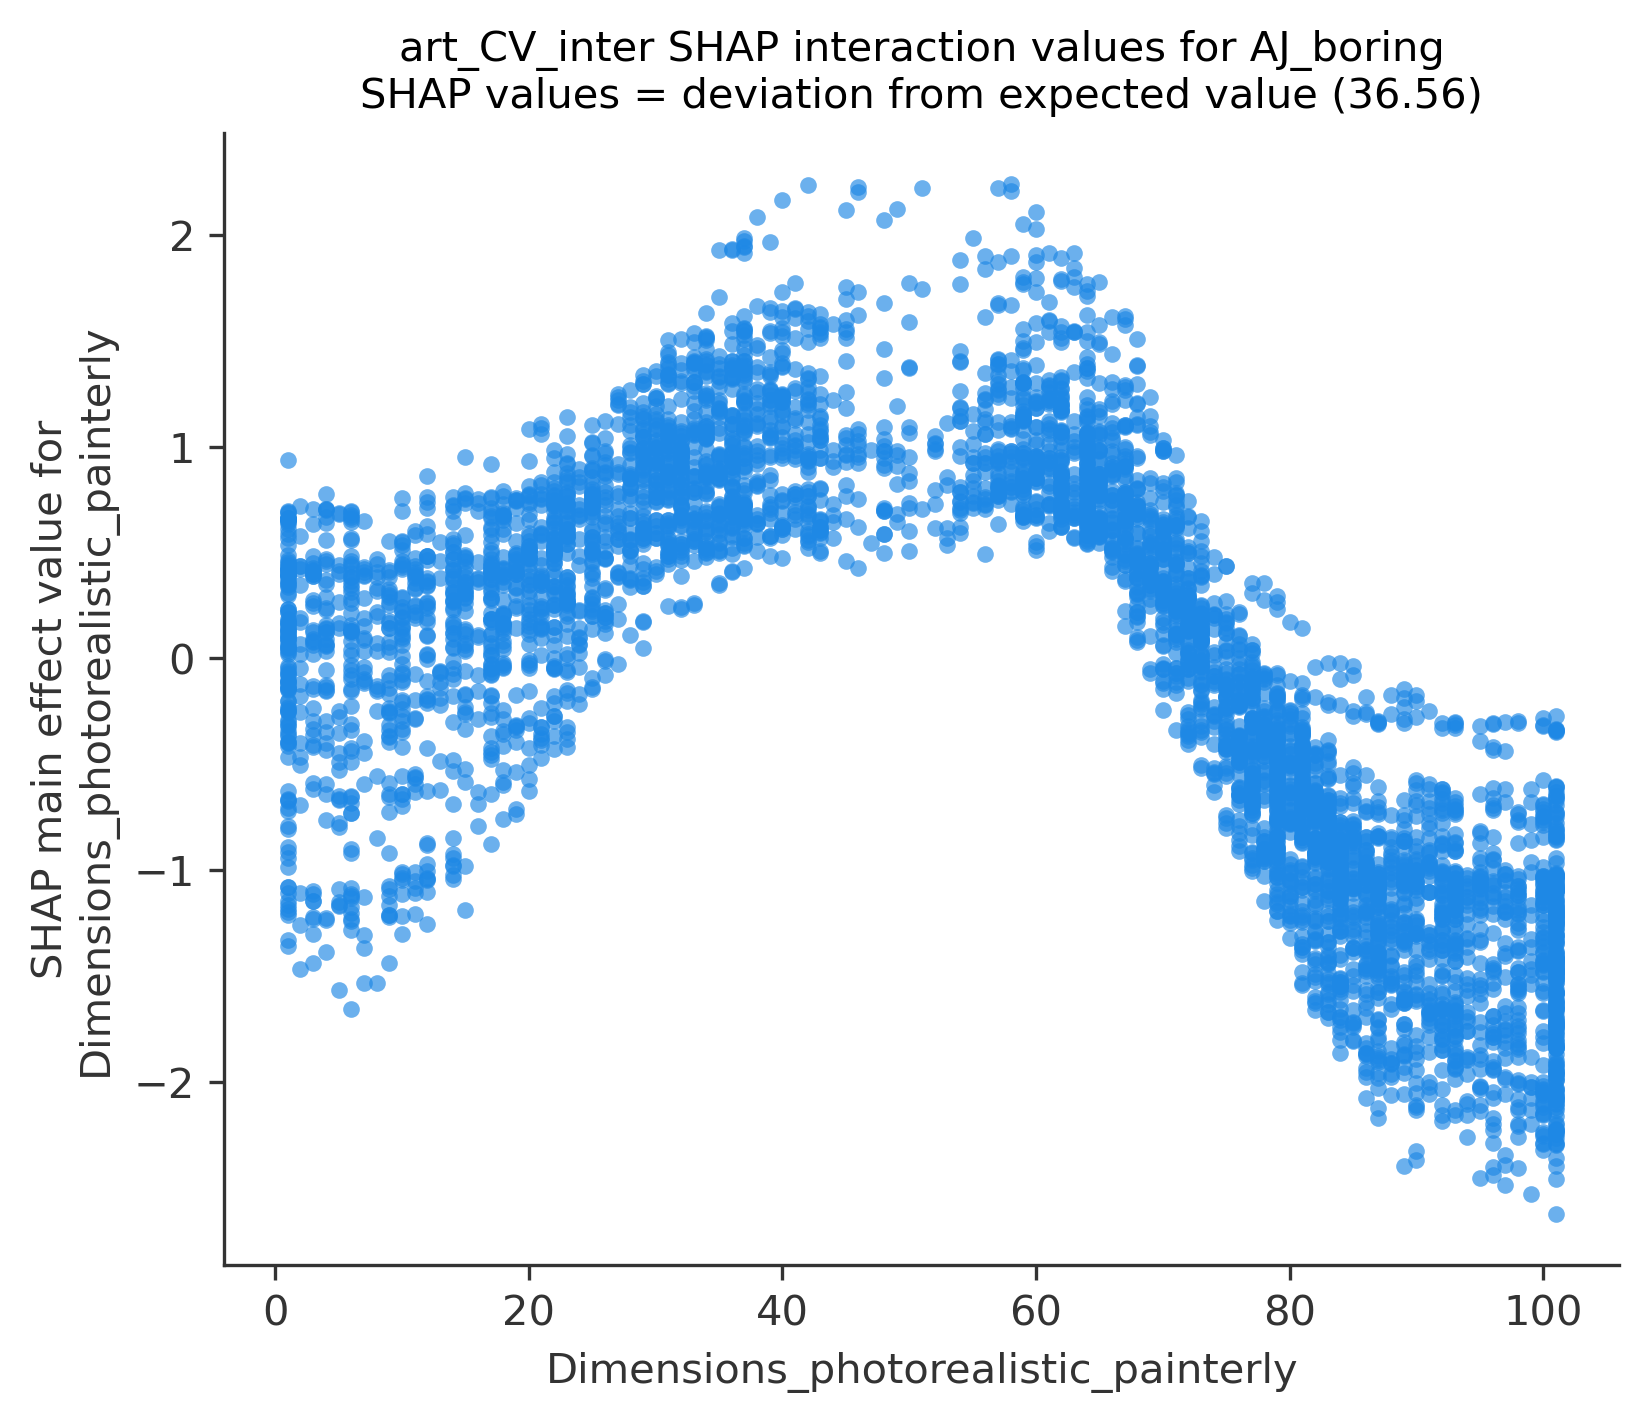 art_CV_inter SHAP interaction values for AJ_boring
SHAP values = deviation from expected value (36.56)
SHAP main effect value for
Dimensions_photorealistic_painterly
2
1
0
−1
−2
0
20
40
60
80
100
Dimensions_photorealistic_painterly